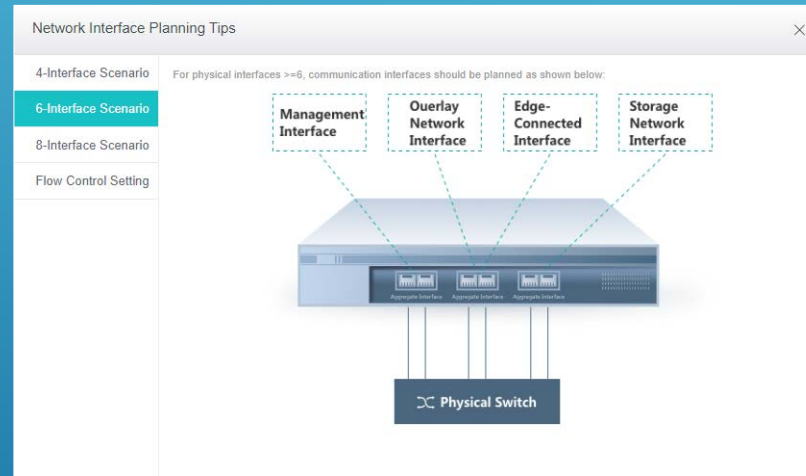 Network Interface Planning Tips
4-Interface Scenario
6-Interface Scenario
8-Interface Scenario
Flow Control Setting
For physical interfaces >=6, communication interfaces should be planned as shown below:
Management
Interface
Ouerlay
Network
Interface
Edge-
Connected
Interface
Storage
Network
Interface
Aggregate Interface
Aggregate Interface
Aggregate Interface
Physical Switch